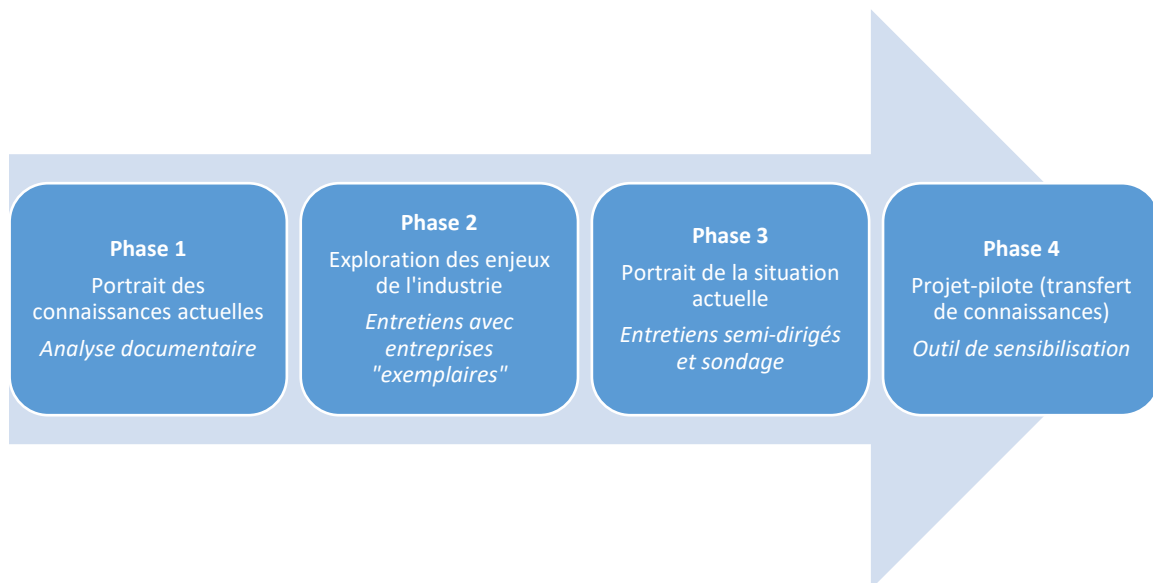 Phase 1
Portrait des
connaissances actuelles
Analyse documentaire
Phase 2
Exploration des enjeux
de l'industrie
Entretiens avec
entreprises
"exemplaires"
Phase 3
Portrait de la situation
actuelle
Entretiens semi-dirigés
et sondage
Phase 4
Projet-pilote (transfert
de connaissances)
Outil de sensibilisation